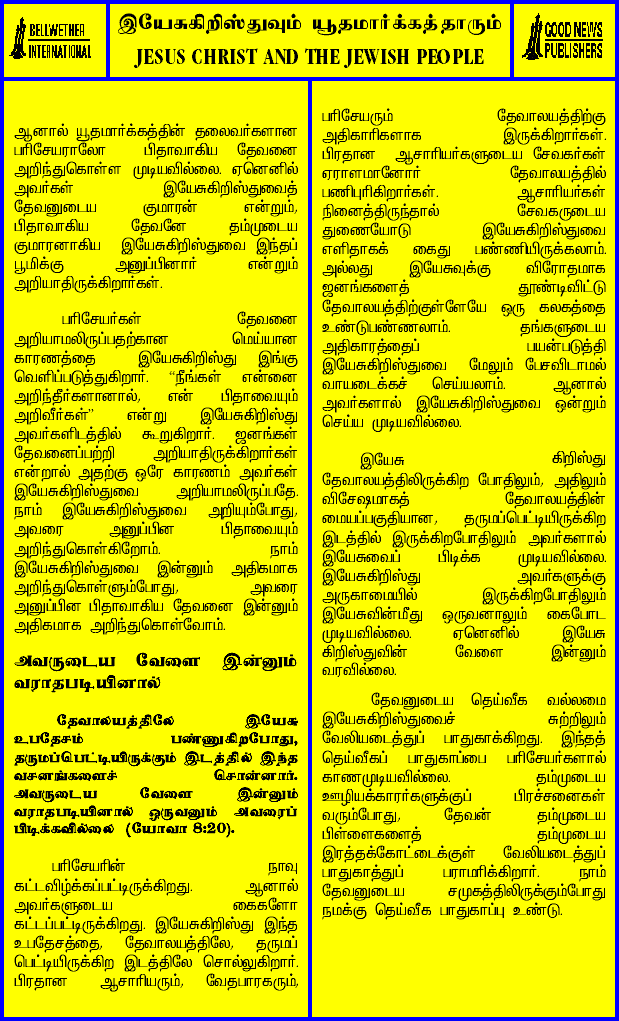 BELLWETHER
INTERNATIONAL
இயேசுகிறிஸ்துவும் யூதமார்க்கத்தாரும்
JESUS CHRIST AND THE JEWISH PEOPLE
GOOD NEWS
PUBLISHERS
ஆனால் யூதமார்க்கத்தின் தலைவர்களான
பரிசேயராலோ பிதாவாகிய தேவனை
அறிந்துகொள்ள முடியவில்லை. ஏனெனில்
அவர்கள் இயேசுகிறிஸ்துவைத்
தேவனுடைய குமாரன் என்றும்,
பிதாவாகிய தேவனே தம்முடைய
குமாரனாகிய இயேசுகிறிஸ்துவை இந்தப்
பூமிக்கு அனுப்பினார் என்றும்
அறியாதிருக்கிறார்கள்.
பரிசேயர்கள் தேவனை
அறியாமலிருப்பதற்கான மெய்யான
காரணத்தை இயேசுகிறிஸ்து இங்கு
வெளிப்படுத்துகிறார். “நீங்கள் என்னை
அறிந்தீர்களானால், என் பிதாவையும்
அறிவீர்கள்” என்று இயேசுகிறிஸ்து
அவர்களிடத்தில் கூறுகிறார். ஜனங்கள்
தேவனைப்பற்றி அறியாதிருக்கிறார்கள்
என்றால் அதற்கு ஒரே காரணம் அவர்கள்
இயேசுகிறிஸ்துவை அறியாமலிருப்பதே.
நாம் இயேசுகிறிஸ்துவை அறியும்போது,
அவரை அனுப்பின பிதாவையும்
அறிந்துகொள்கிறோம். நாம்
இயேசுகிறிஸ்துவை இன்னும் அதிகமாக
அறிந்துகொள்ளும்போது, அவரை
அனுப்பின பிதாவாகிய தேவனை இன்னும்
அதிகமாக அறிந்துகொள்வோம்.
அவருடைய வேளை இன்னும்
வராதபடியினால்
தேவாலயத்திலே இயேசு
உபதேசம் பண்ணுகிறபோது,
தருமப்பெட்டியிருக்கும் இடத்தில் இந்த
வசனங்களைச் சொன்னார்.
அவருடைய வேளை இன்னும்
வராதபடியினால் ஒருவனும் அவரைப்
பிடிக்கவில்லை (யோவா 8:20).
பரிசேயரின் நாவு
கட்டவிழ்க்கப்பட்டிருக்கிறது. ஆனால்
அவர்களுடைய கைகளோ
கட்டப்பட்டிருக்கிறது. இயேசுகிறிஸ்து இந்த
உபதேசத்தை, தேவாலயத்திலே, தருமப்
பெட்டியிருக்கிற இடத்திலே சொல்லுகிறார்.
பிரதான ஆசாரியரும், வேதபாரகரும்,
பரிசேயரும் தேவாலயத்திற்கு
அதிகாரிகளாக இருக்கிறார்கள்.
பிரதான ஆசாரியர்களுடைய சேவகர்கள்
ஏராளமானோர் தேவாலயத்தில்
பணிபுரிகிறார்கள். ஆசாரியர்கள்
நினைத்திருந்தால் சேவகருடைய
துணையோடு இயேசுகிறிஸ்துவை
எளிதாகக் கைது பண்ணியிருக்கலாம்.
அல்லது இயேசுவுக்கு விரோதமாக
ஜனங்களைத் தூண்டிவிட்டு
தேவாலயத்திற்குள்ளேயே ஒரு கலகத்தை
உண்டுபண்ணலாம். தங்களுடைய
அதிகாரத்தைப் பயன்படுத்தி
இயேசுகிறிஸ்துவை மேலும் பேசவிடாமல்
வாயடைக்கச் செய்யலாம். ஆனால்
அவர்களால் இயேசுகிறிஸ்துவை ஒன்றும்
செய்ய முடியவில்லை.
இயேசு கிறிஸ்து
தேவாலயத்திலிருக்கிற போதிலும், அதிலும்
விசேஷமாகத் தேவாலயத்தின்
மையப்பகுதியான, தருமப்பெட்டியிருக்கிற
இடத்தில் இருக்கிறபோதிலும் அவர்களால்
இயேசுவைப் பிடிக்க முடியவில்லை.
இயேசுகிறிஸ்து அவர்களுக்கு
அருகாமையில் இருக்கிறபோதிலும்
இயேசுவின்மீது ஒருவனாலும் கைபோட
முடியவில்லை. ஏனெனில் இயேசு
கிறிஸ்துவின் வேளை இன்னும்
வரவில்லை.
தேவனுடைய தெய்வீக வல்லமை
இயேசுகிறிஸ்துவைச் சுற்றிலும்
வேலியடைத்துப் பாதுகாக்கிறது. இந்தத்
தெய்வீகப் பாதுகாப்பை பரிசேயர்களால்
காணமுடியவில்லை. தம்முடைய
ஊழியக்காரர்களுக்குப் பிரச்சனைகள்
வரும்போது, தேவன் தம்முடைய
பிள்ளைகளைத் தம்முடைய
இரத்தக்கோட்டைக்குள் வேலியடைத்துப்
பாதுகாத்துப் பராமரிக்கிறார். நாம்
தேவனுடைய சமுகத்திலிருக்கும்போது
நமக்கு தெய்வீக பாதுகாப்பு உண்டு.